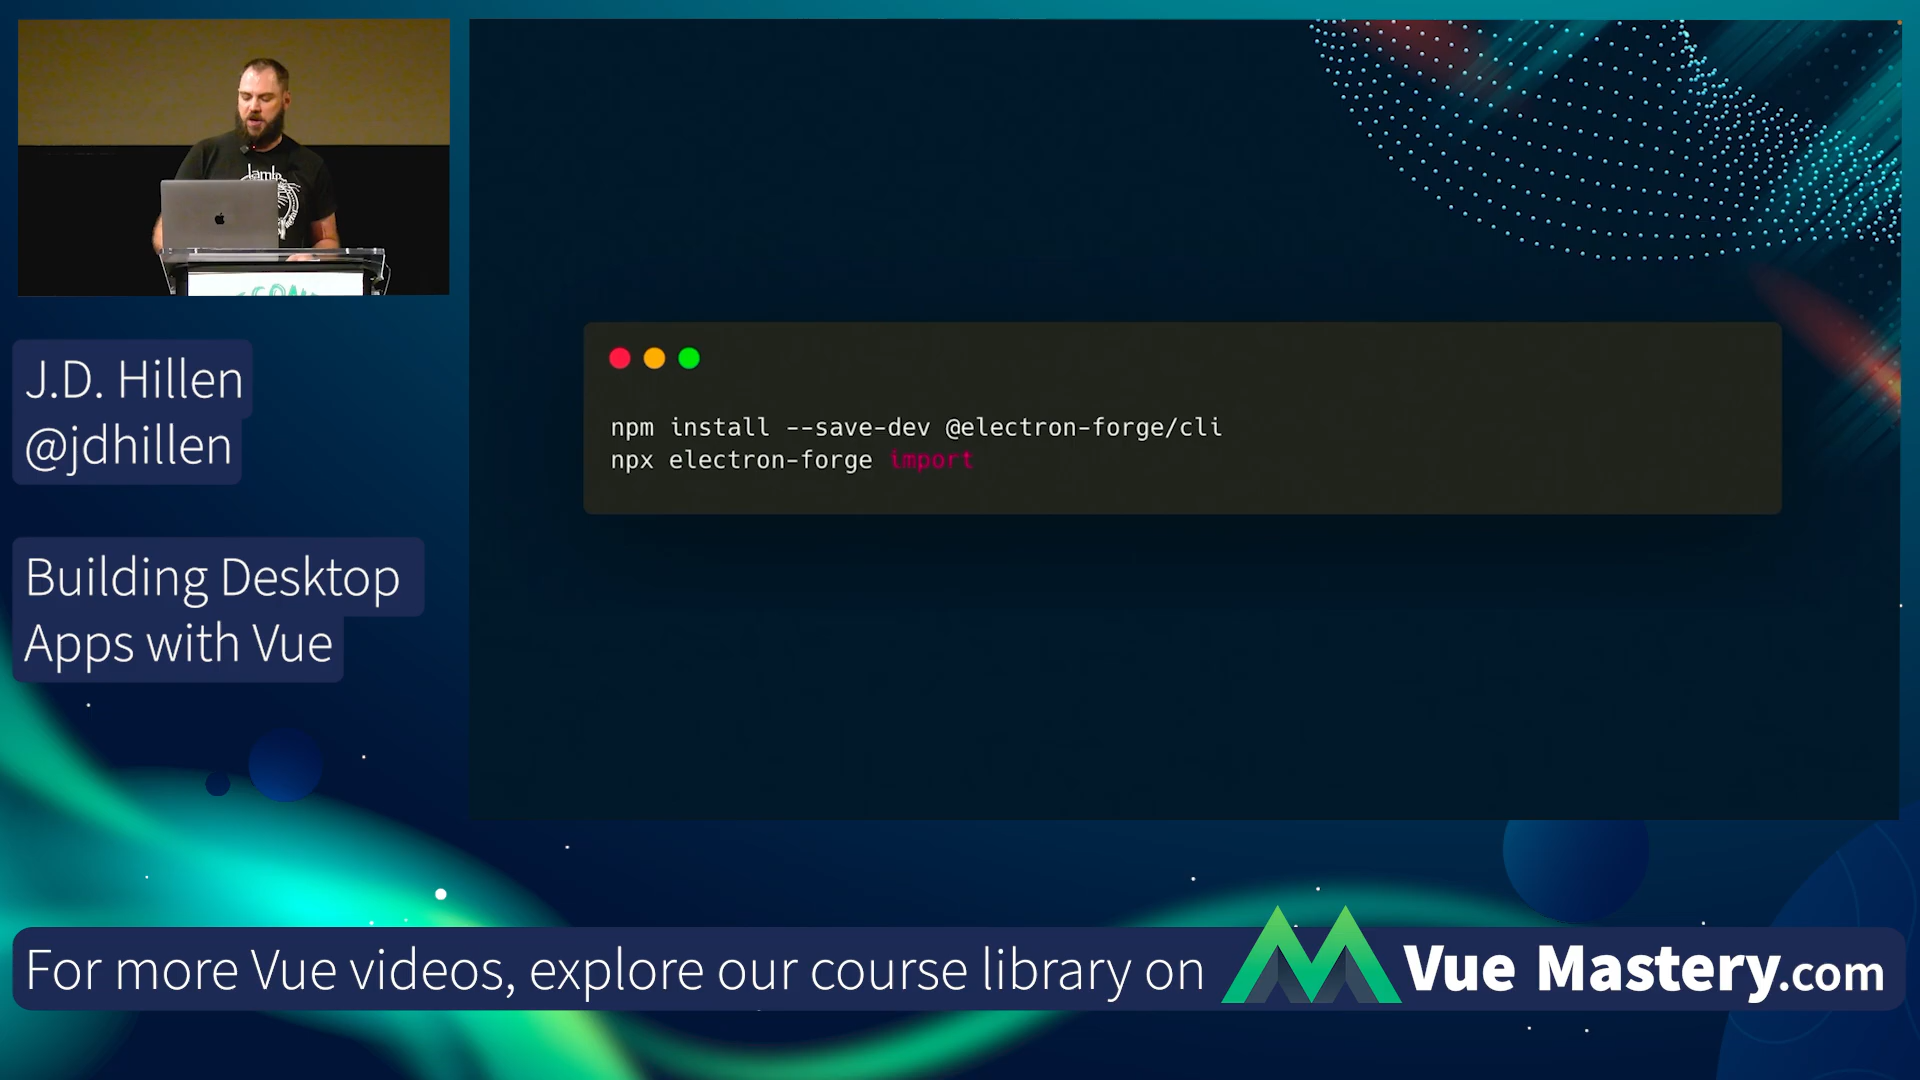 lamb
J.D. Hillen
@jdhillen
Building Desktop
Apps with Vue
npm install --save-dev @electron-forge/cli
npx electron-forge import
For more Vue videos, explore our course library on Vue Mastery.com